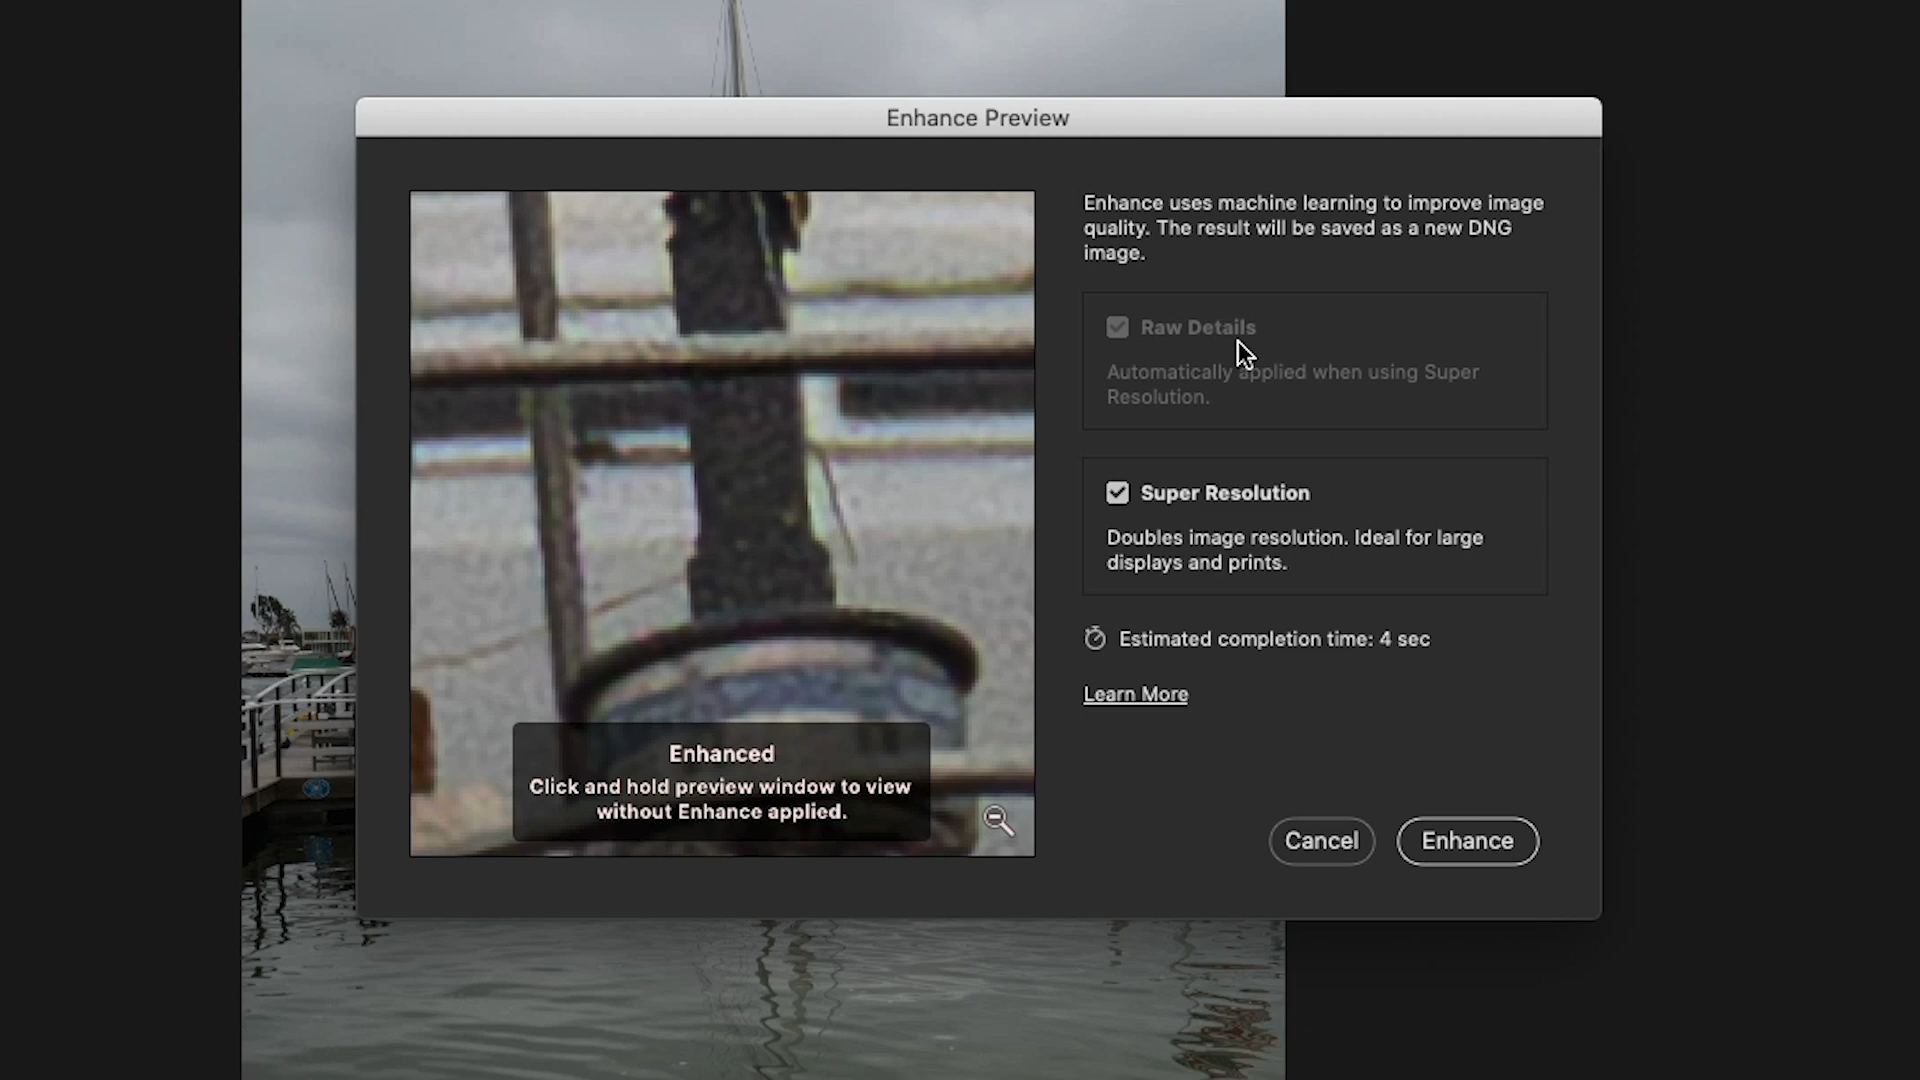 Enhance Preview
Enhance uses machine learning to improve image
quality. The result will be saved as a new DNG
image.
Raw Details
Automatically applied when using Super
Resolution.
Super Resolution
Doubles image resolution. Ideal for large
displays and prints.
Estimated completion time: 4 sec
Learn More
Enhanced
Click and hold preview window to view
without Enhance applied.
Cancel
Enhance